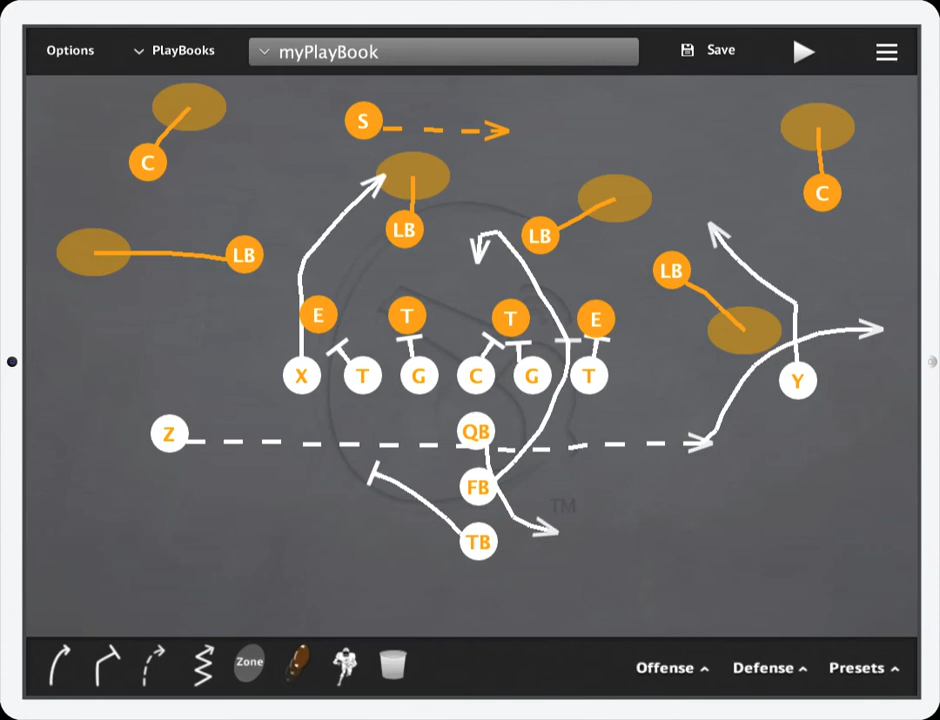 Options
PlayBooks
myPlayBook
Save
S
C
C
LB
LB
LB
LB
E
T
T
E
X
T
G
C
G
T
Y
Z
QB
FB
TM
TB
Zone
Offense
Defense
Presets